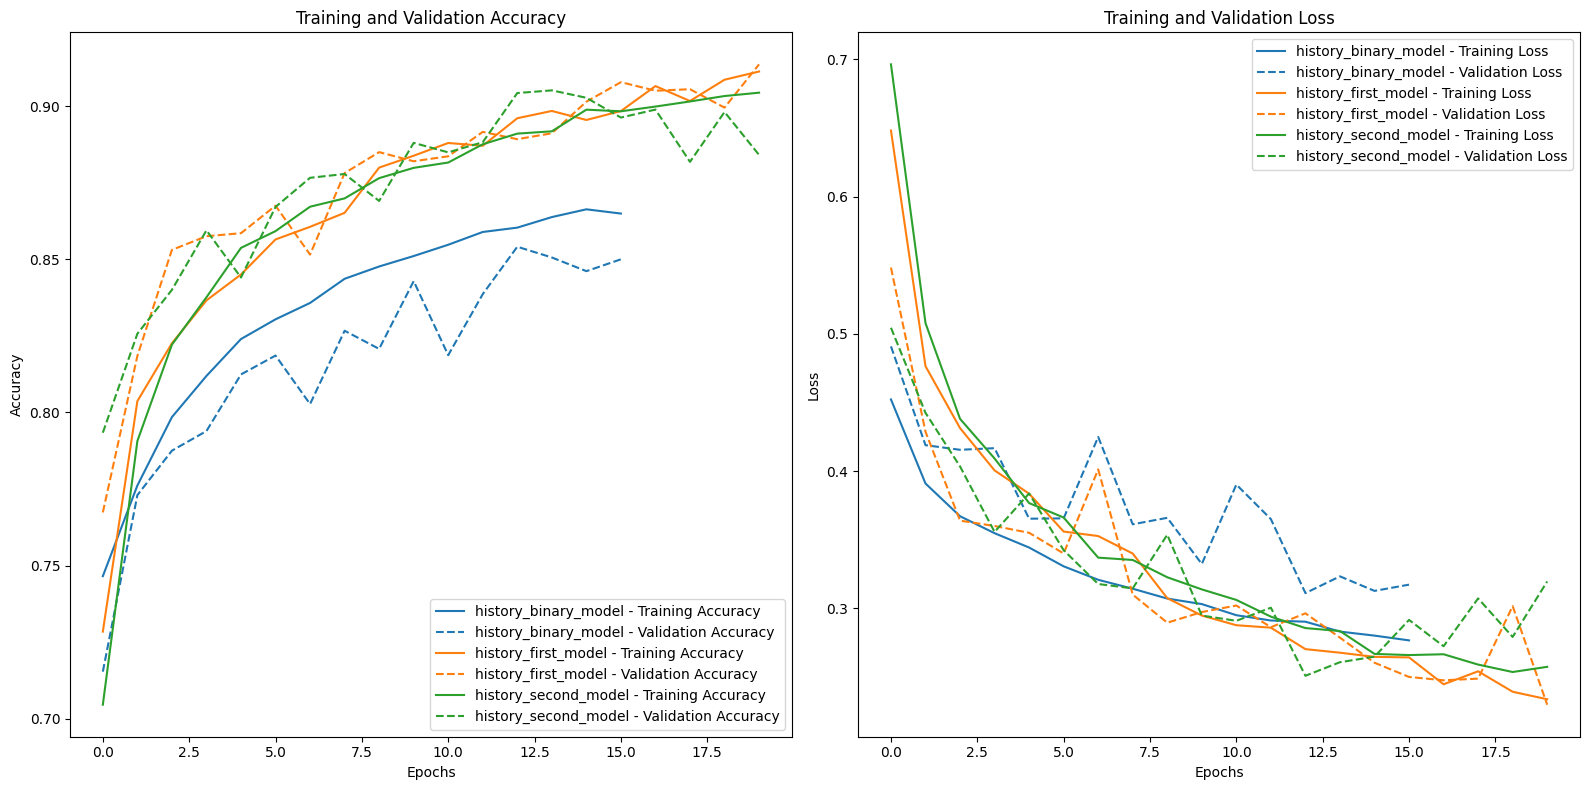 Training and Validation Accuracy
Accuracy
0.90
0.85
0.80
0.75
0.70
history_binary_model - Training Accuracy
history_binary_model - Validation Accuracy
history_first_model - Training Accuracy
history_first_model - Validation Accuracy
history_second_model - Training Accuracy
history_second_model - Validation Accuracy
0.0 2.5 5.0 7.5 10.0 12.5 15.0 17.5
Epochs
Training and Validation Loss
Loss
0.7
0.6
0.5
0.4
0.3
history_binary_model - Training Loss
history_binary_model - Validation Loss
history_first_model - Training Loss
history_first_model - Validation Loss
history_second_model - Training Loss
history_second_model - Validation Loss
0.0 2.5 5.0 7.5 10.0 12.5 15.0 17.5
Epochs